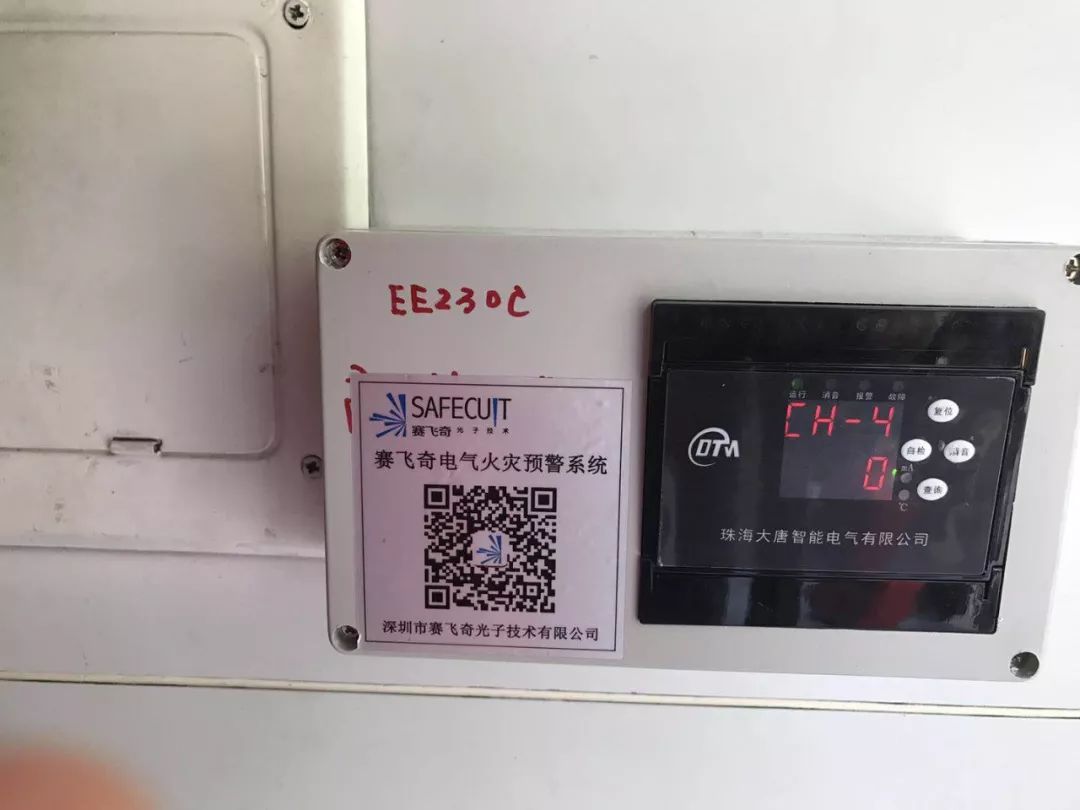 EE230C
SAFECUIT
赛飞奇光子技术
赛飞奇电气火灾预警系统
深圳市赛飞奇光子技术有限公司
运行 消音 报警 故障
CH-4
0
复位
自检 消音
mA
查询
℃
DTM
珠海大唐智能电气有限公司